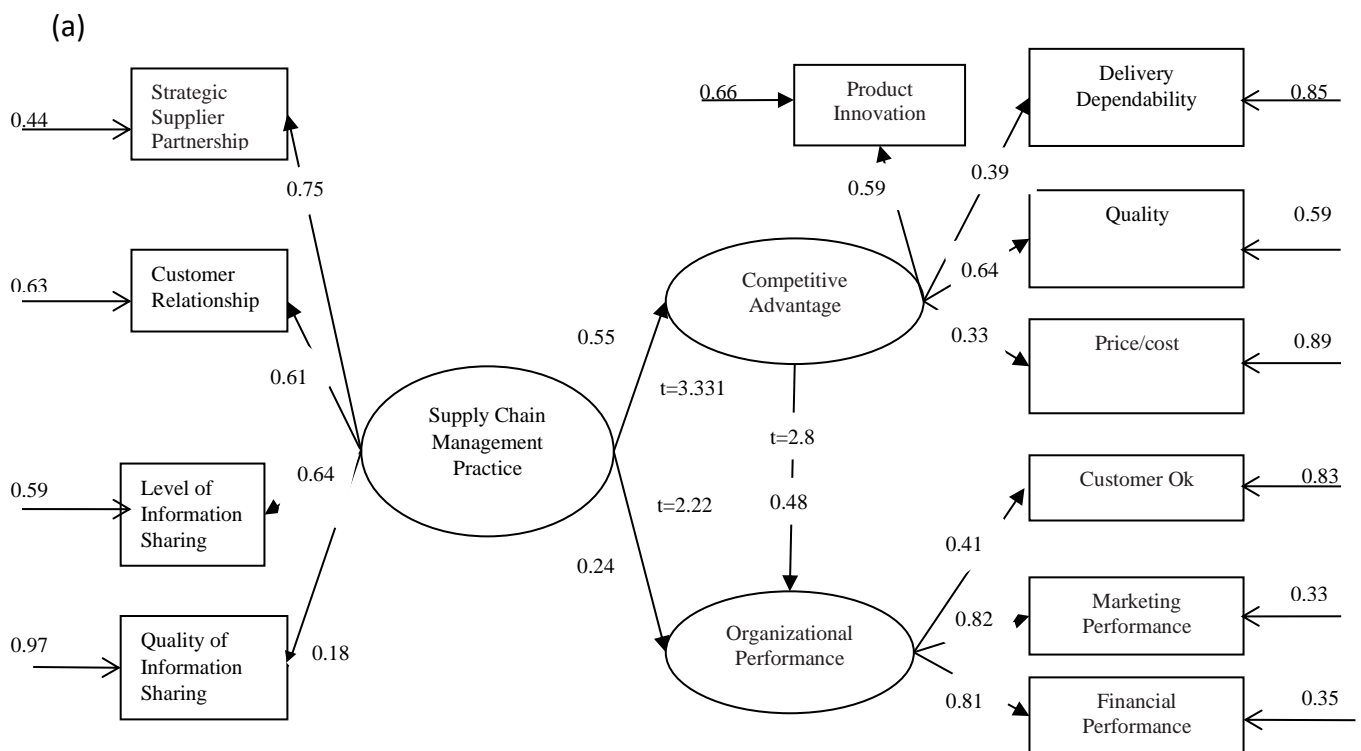 (a)
Strategic
Supplier
Partnership
0.44
0.75
Customer
Relationship
0.63
0.61
Level of
Information
Sharing
0.59
0.64
Quality of
Information
Sharing
0.97
0.18
Supply Chain
Management
Practice
0.55
t=3.331
t=2.22
0.24
Product
Innovation
0.66
0.59
Competitive
Advantage
t=2.8
0.48
Organizational
Performance
Delivery
Dependability
0.85
0.39
Quality
0.59
0.64
Price/cost
0.89
0.33
Customer Ok
0.83
0.41
Marketing
Performance
0.33
0.82
Financial
Performance
0.35
0.81